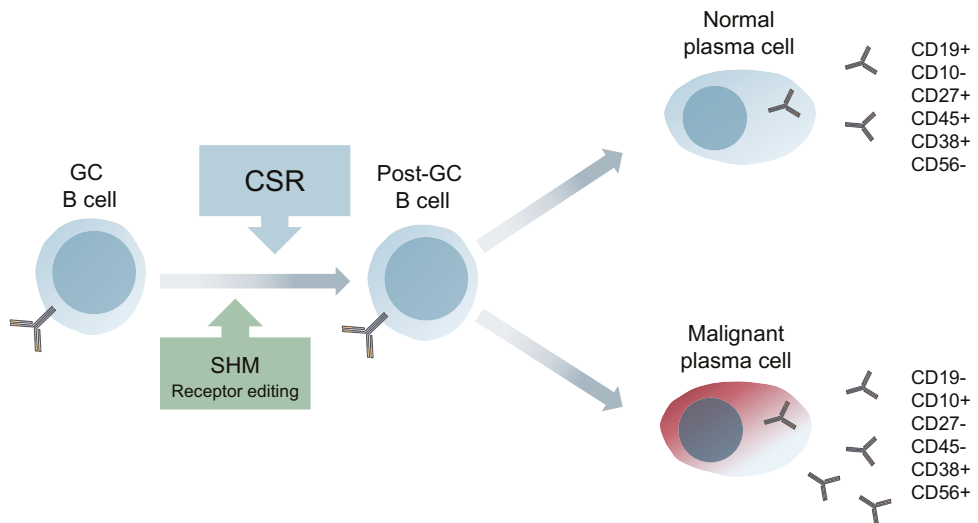 GC
B cell
CSR
SHM
Receptor editing
Post-GC
B cell
Normal
plasma cell
CD19+
CD10-
CD27+
CD45+
CD38+
CD56-
Malignant
plasma cell
CD19-
CD10+
CD27-
CD45-
CD38+
CD56+